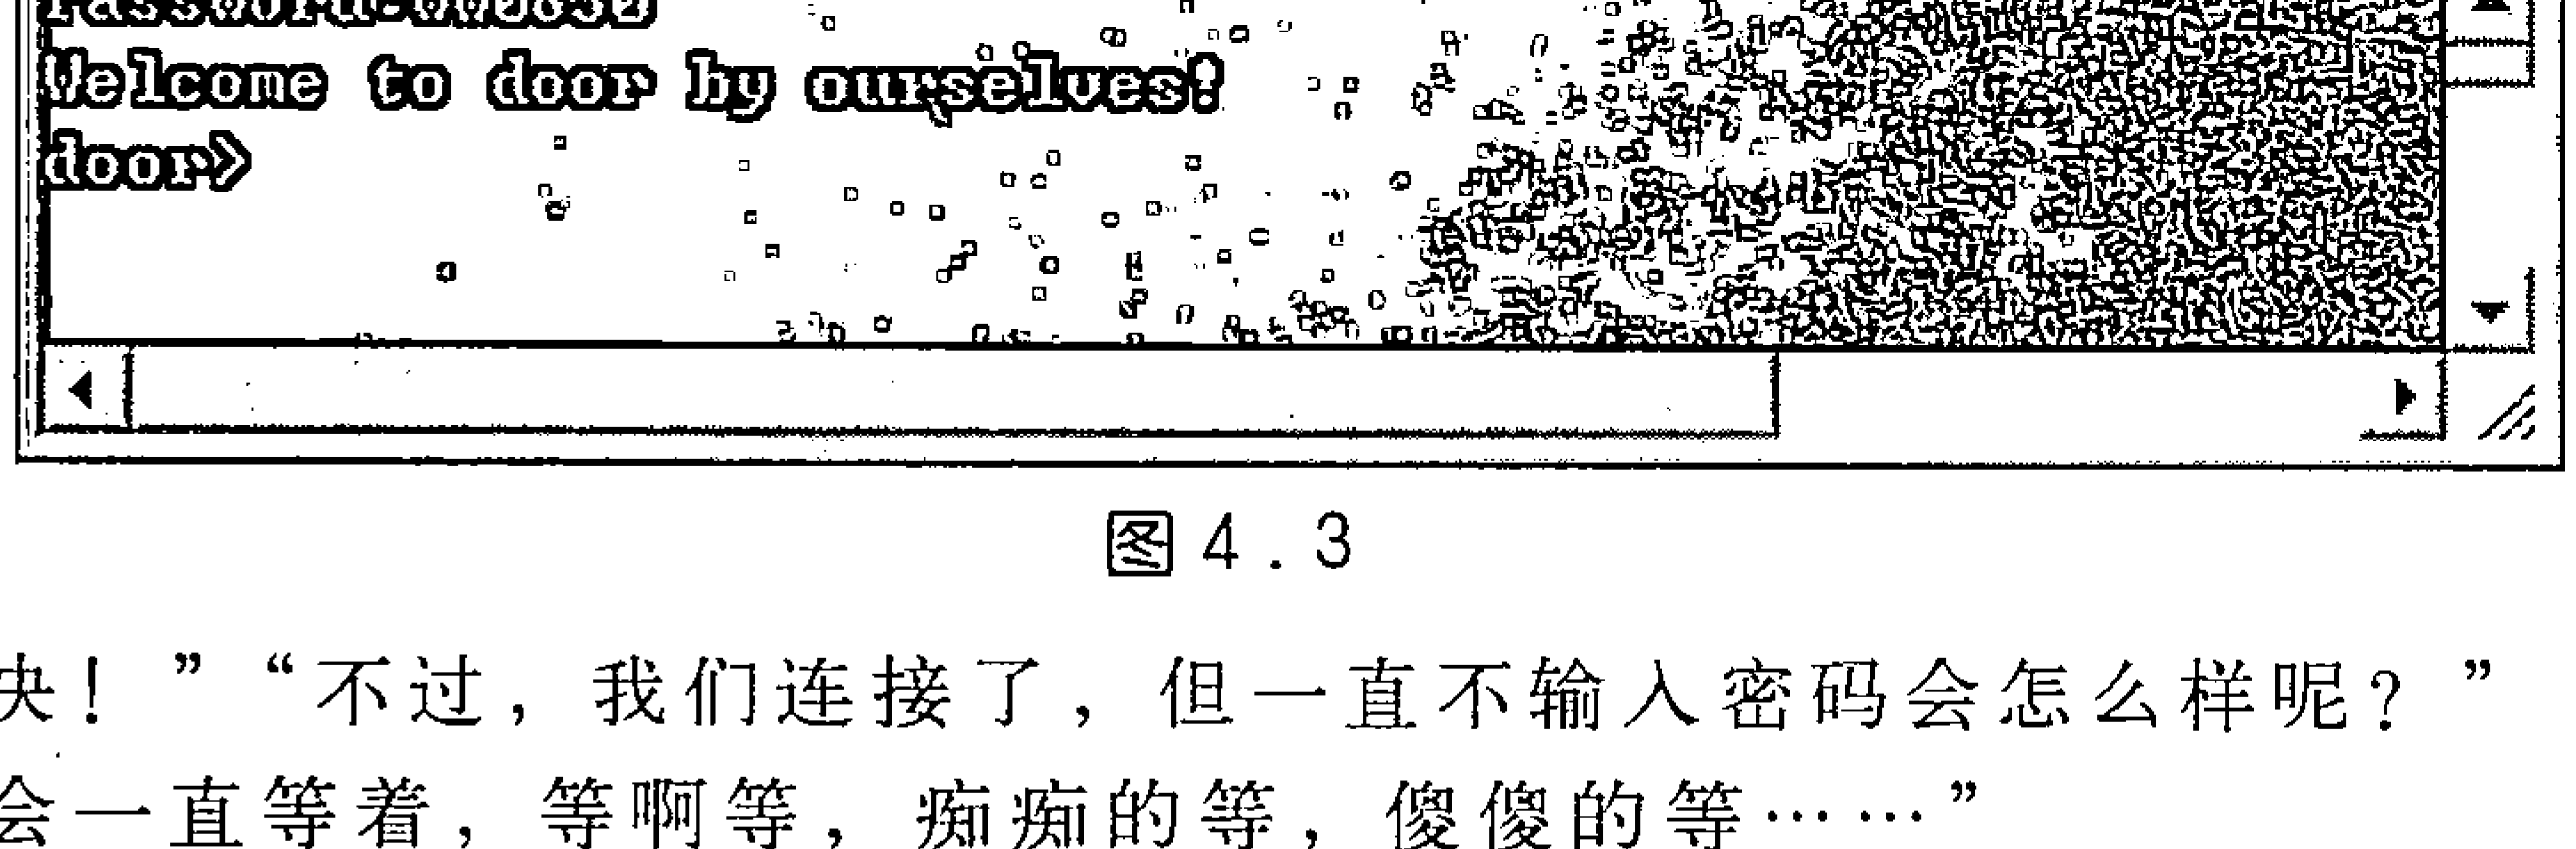 Welcome to door by ourselves!
door>
图 4.3
快！”“不过，我们连接了，但一直不输入密码会怎么样呢？”
会一直等着，等啊等，痴痴的等，傻傻的等……”